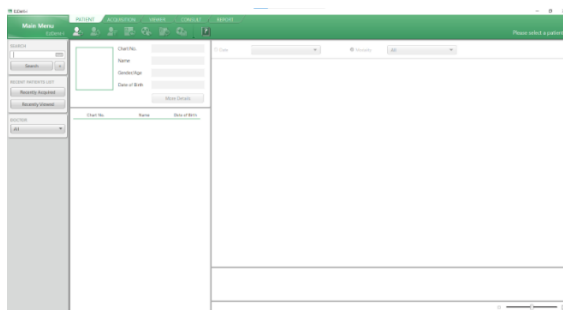 EzDent-i
Main Menu
EzDent-i
PATIENT
ACQUISITION
VIEWER
CONSULT
REPORT
Please select a patient
SEARCH
Search
RECENT PATIENTS LIST
Recently Acquired
Recently Viewed
DOCTOR
All
Chart No.
Name
Gender/Age
Date of Birth
More Details
Chart No. Name Date of Birth
Date
Modality
All